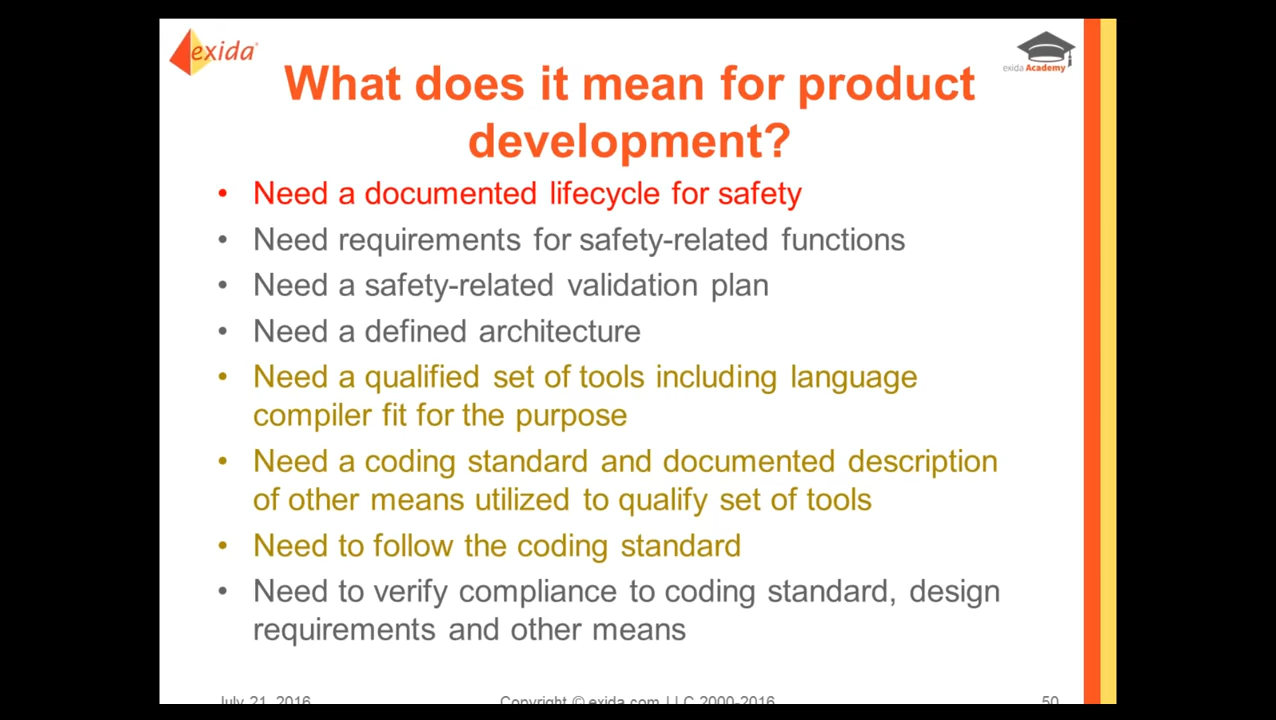 exida
exida Academy
What does it mean for product
development?
• Need a documented lifecycle for safety
• Need requirements for safety-related functions
• Need a safety-related validation plan
• Need a defined architecture
• Need a qualified set of tools including language
compiler fit for the purpose
• Need a coding standard and documented description
of other means utilized to qualify set of tools
• Need to follow the coding standard
• Need to verify compliance to coding standard, design
requirements and other means
July 21, 2016 Copyright © exida.com LLC 2000-2016 50